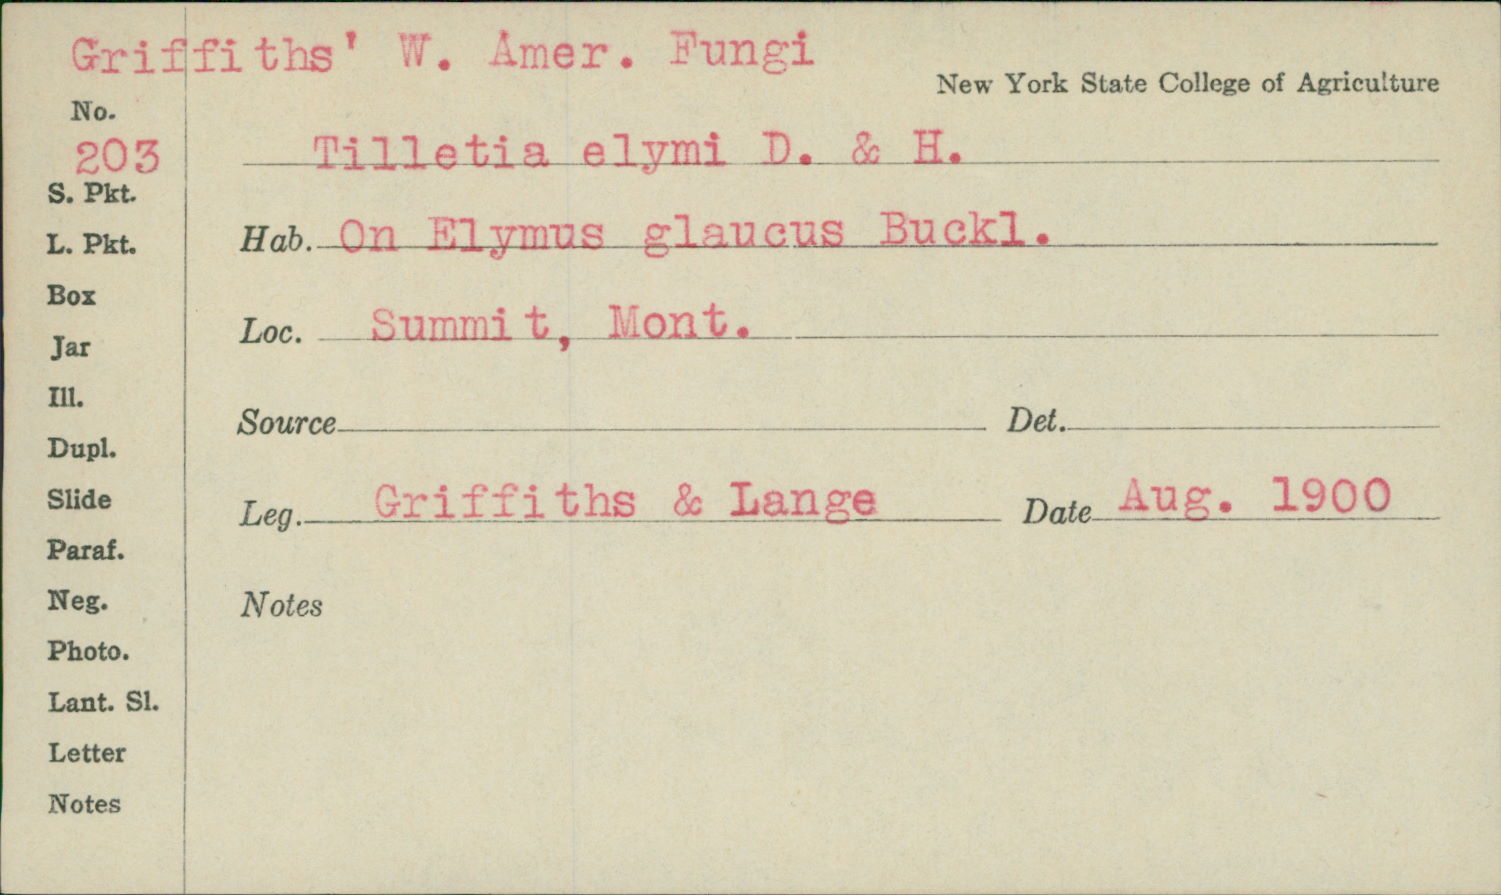 Griffiths' W. Amer. Fungi
New York State College of Agriculture
No.
203
Tilletia elymi D. & H.
S. Pkt.
L. Pkt.
Hab. On Elymus glaucus Buckl.
Box
Loc. Summit, Mont.
Jar
Ill.
Source Det.
Dupl.
Slide
Leg. Griffiths & Lange Date Aug. 1900
Paraf.
Neg.
Notes
Photo.
Lant. Sl.
Letter
Notes